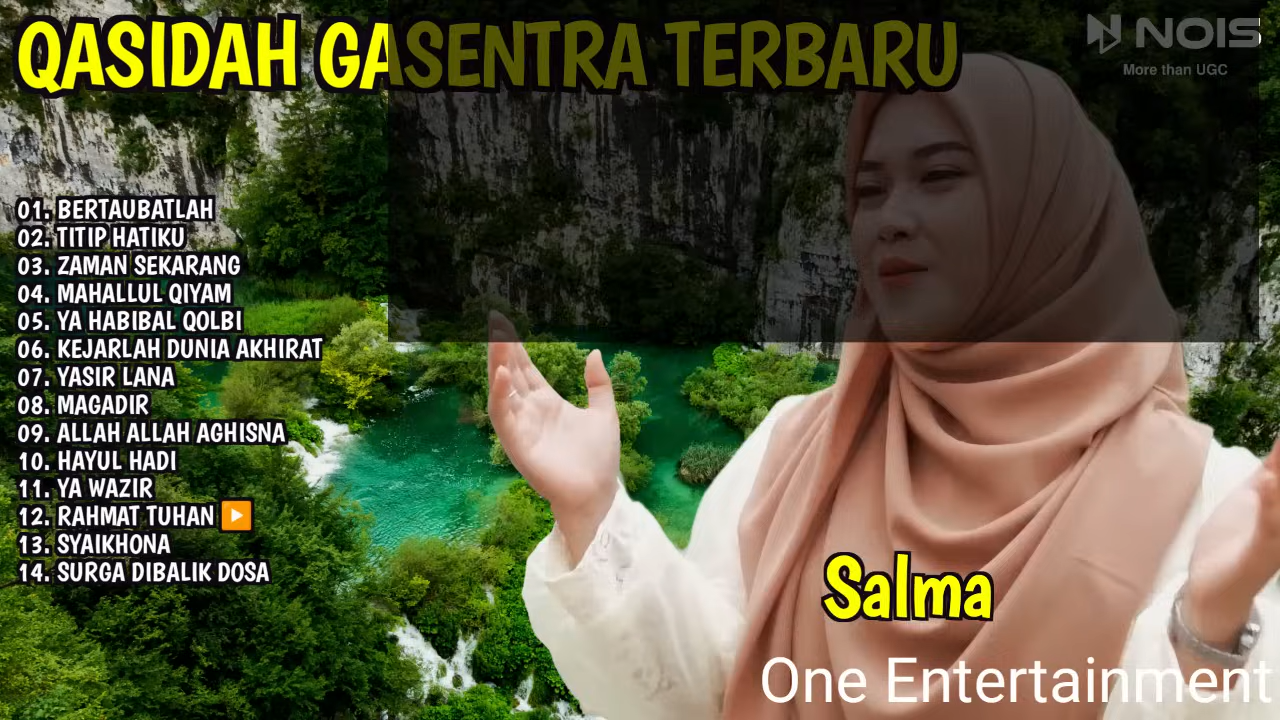 QASIDAH GASENTRA TERBARU
NOIS
More than UGC
01. BERTAUBATLAH
02. TITIP HATIKU
03. ZAMAN SEKARANG
04. MAHALLUL QIYAM
05. YA HABIBAL QOLBI
06. KEJARLAH DUNIA AKHIRAT
07. YASIR LANA
08. MAGADIR
09. ALLAH ALLAH AGHISNA
10. HAYUL HADI
11. YA WAZIR
12. RAHMAT TUHAN
13. SYAIKHONA
14. SURGA DIBALIK DOSA
Salma
One Entertainment